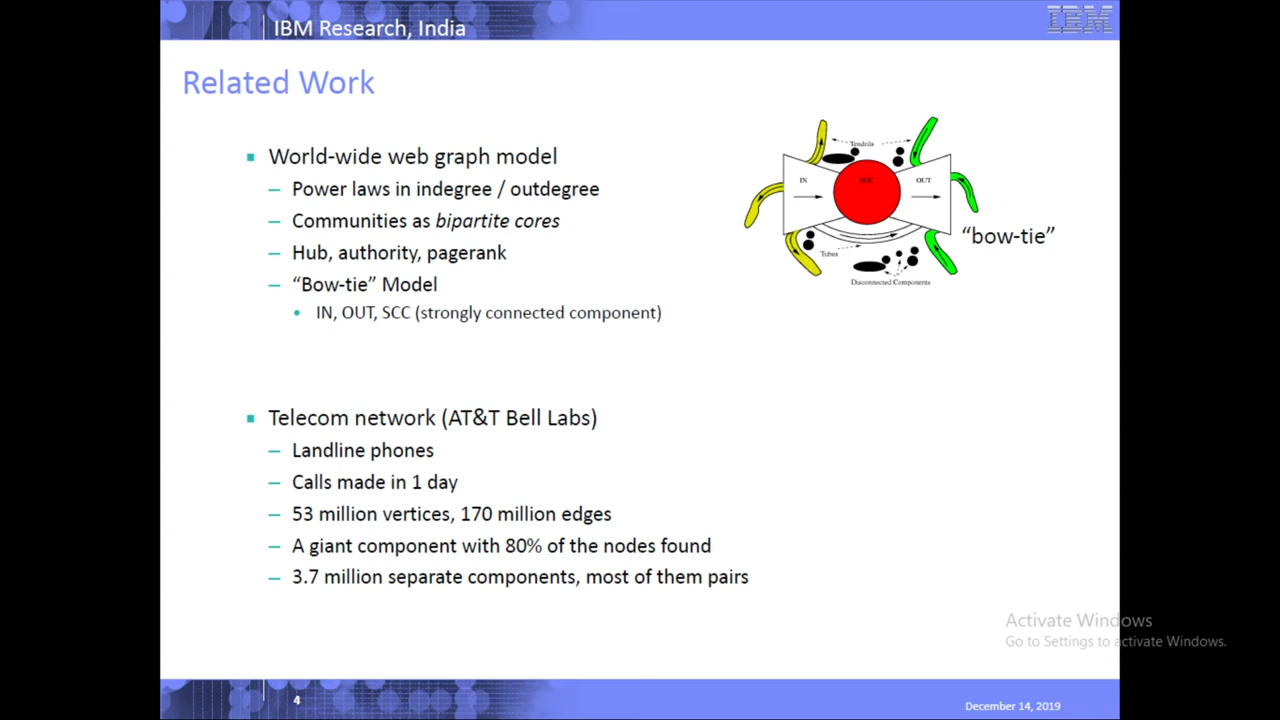 IBM Research, India
IBM
Related Work
World-wide web graph model
– Power laws in indegree / outdegree
– Communities as bipartite cores
– Hub, authority, pagerank
– “Bow-tie” Model
• IN, OUT, SCC (strongly connected component)
Tendrils
IN
SCC
OUT
“bow-tie”
Tubes
Disconnected Components
Telecom network (AT&T Bell Labs)
– Landline phones
– Calls made in 1 day
– 53 million vertices, 170 million edges
– A giant component with 80% of the nodes found
– 3.7 million separate components, most of them pairs
Activate Windows
Go to Settings to activate Windows.
4
December 14, 2019